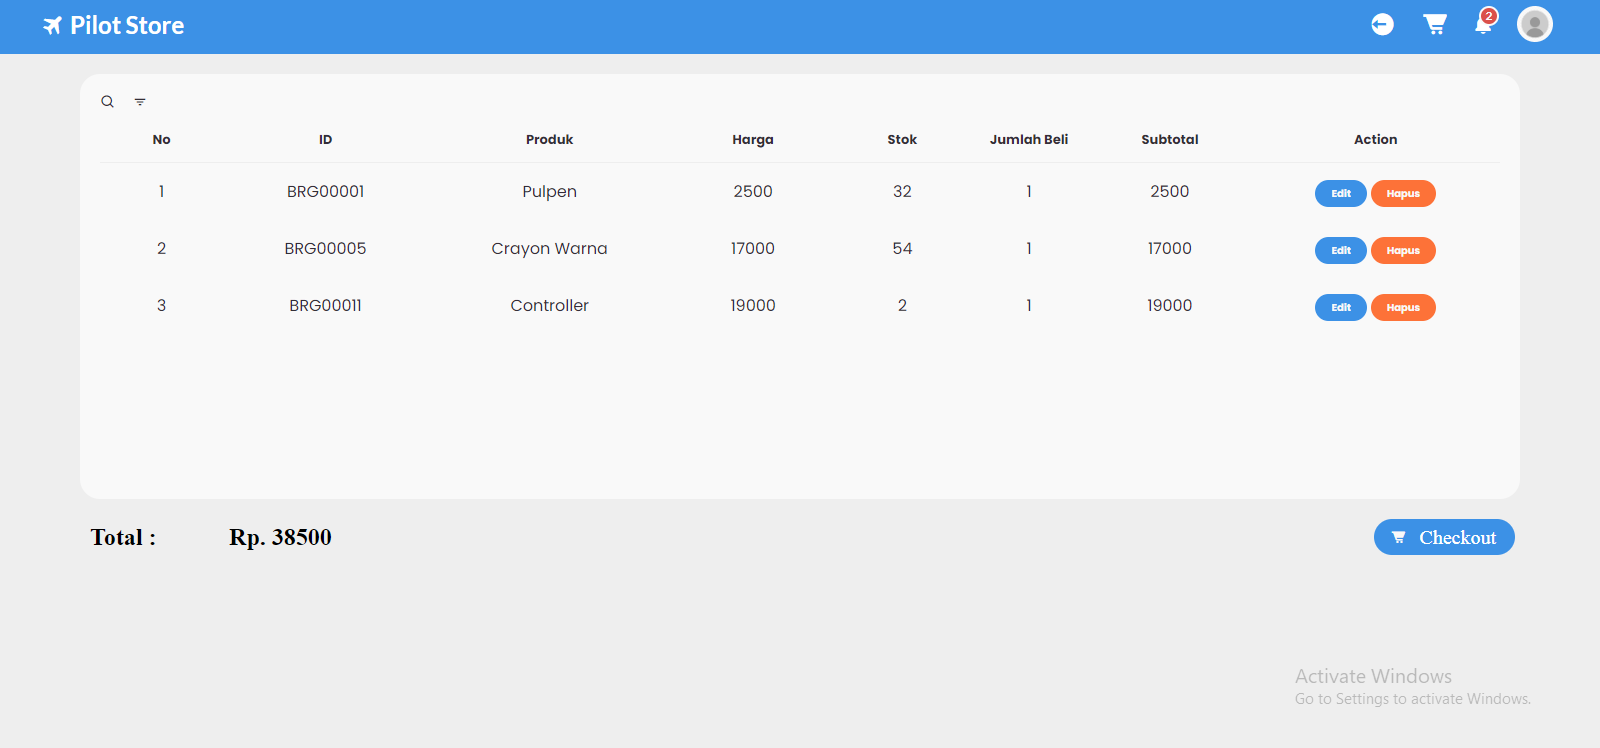 Pilot Store
2
No ID Produk Harga Stok Jumlah Beli Subtotal Action
1 BRG00001 Pulpen 2500 32 1 2500 Edit Hapus
2 BRG00005 Crayon Warna 17000 54 1 17000 Edit Hapus
3 BRG00011 Controller 19000 2 1 19000 Edit Hapus
Total : Rp. 38500 Checkout
Activate Windows
Go to Settings to activate Windows.